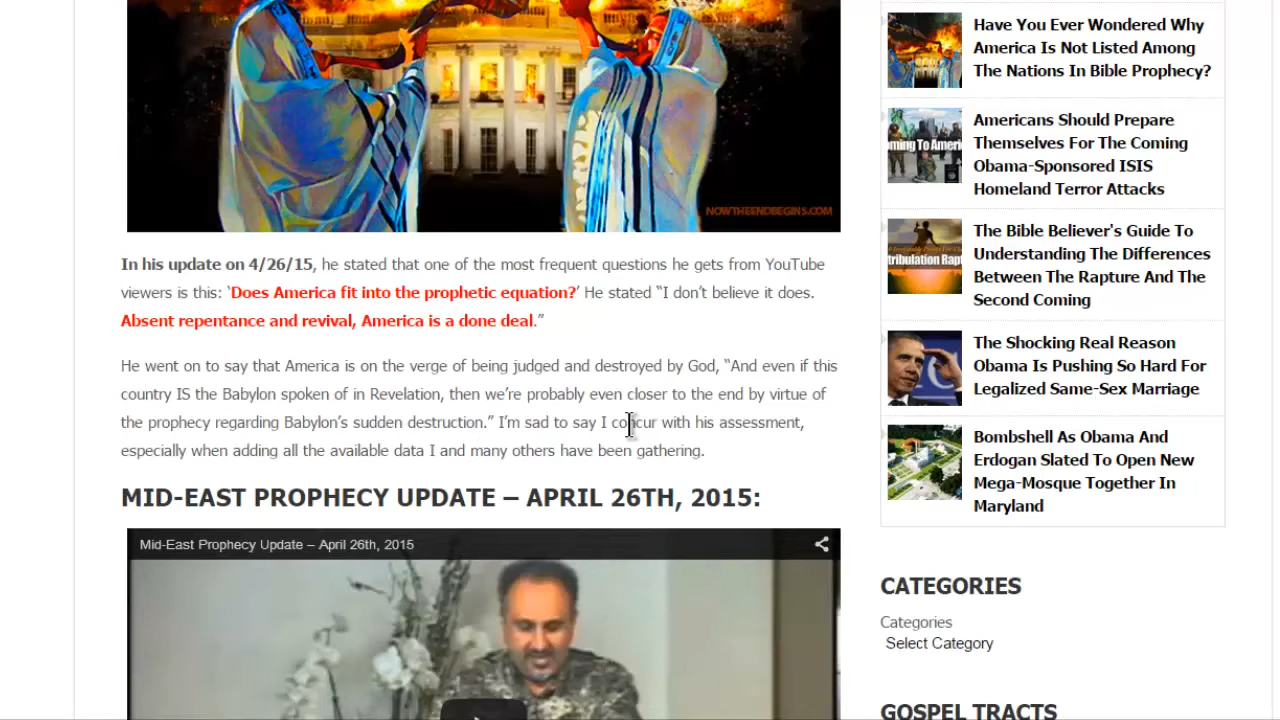 NOWTHEENDBEGINS.COM
In his update on 4/26/15, he stated that one of the most frequent questions he gets from YouTube
viewers is this: ‘Does America fit into the prophetic equation?’ He stated “I don’t believe it does.
Absent repentance and revival, America is a done deal.”
He went on to say that America is on the verge of being judged and destroyed by God, “And even if this
country IS the Babylon spoken of in Revelation, then we’re probably even closer to the end by virtue of
the prophecy regarding Babylon’s sudden destruction.” I’m sad to say I concur with his assessment,
especially when adding all the available data I and many others have been gathering.
MID-EAST PROPHECY UPDATE – APRIL 26TH, 2015:
Mid-East Prophecy Update – April 26th, 2015
Have You Ever Wondered Why
America Is Not Listed Among
The Nations In Bible Prophecy?
ming To Ameri
Americans Should Prepare
Themselves For The Coming
Obama-Sponsored ISIS
Homeland Terror Attacks
tribulation Rapt
The Bible Believer's Guide To
Understanding The Differences
Between The Rapture And The
Second Coming
The Shocking Real Reason
Obama Is Pushing So Hard For
Legalized Same-Sex Marriage
Bombshell As Obama And
Erdogan Slated To Open New
Mega-Mosque Together In
Maryland
CATEGORIES
Categories
Select Category
GOSPEL TRACTS